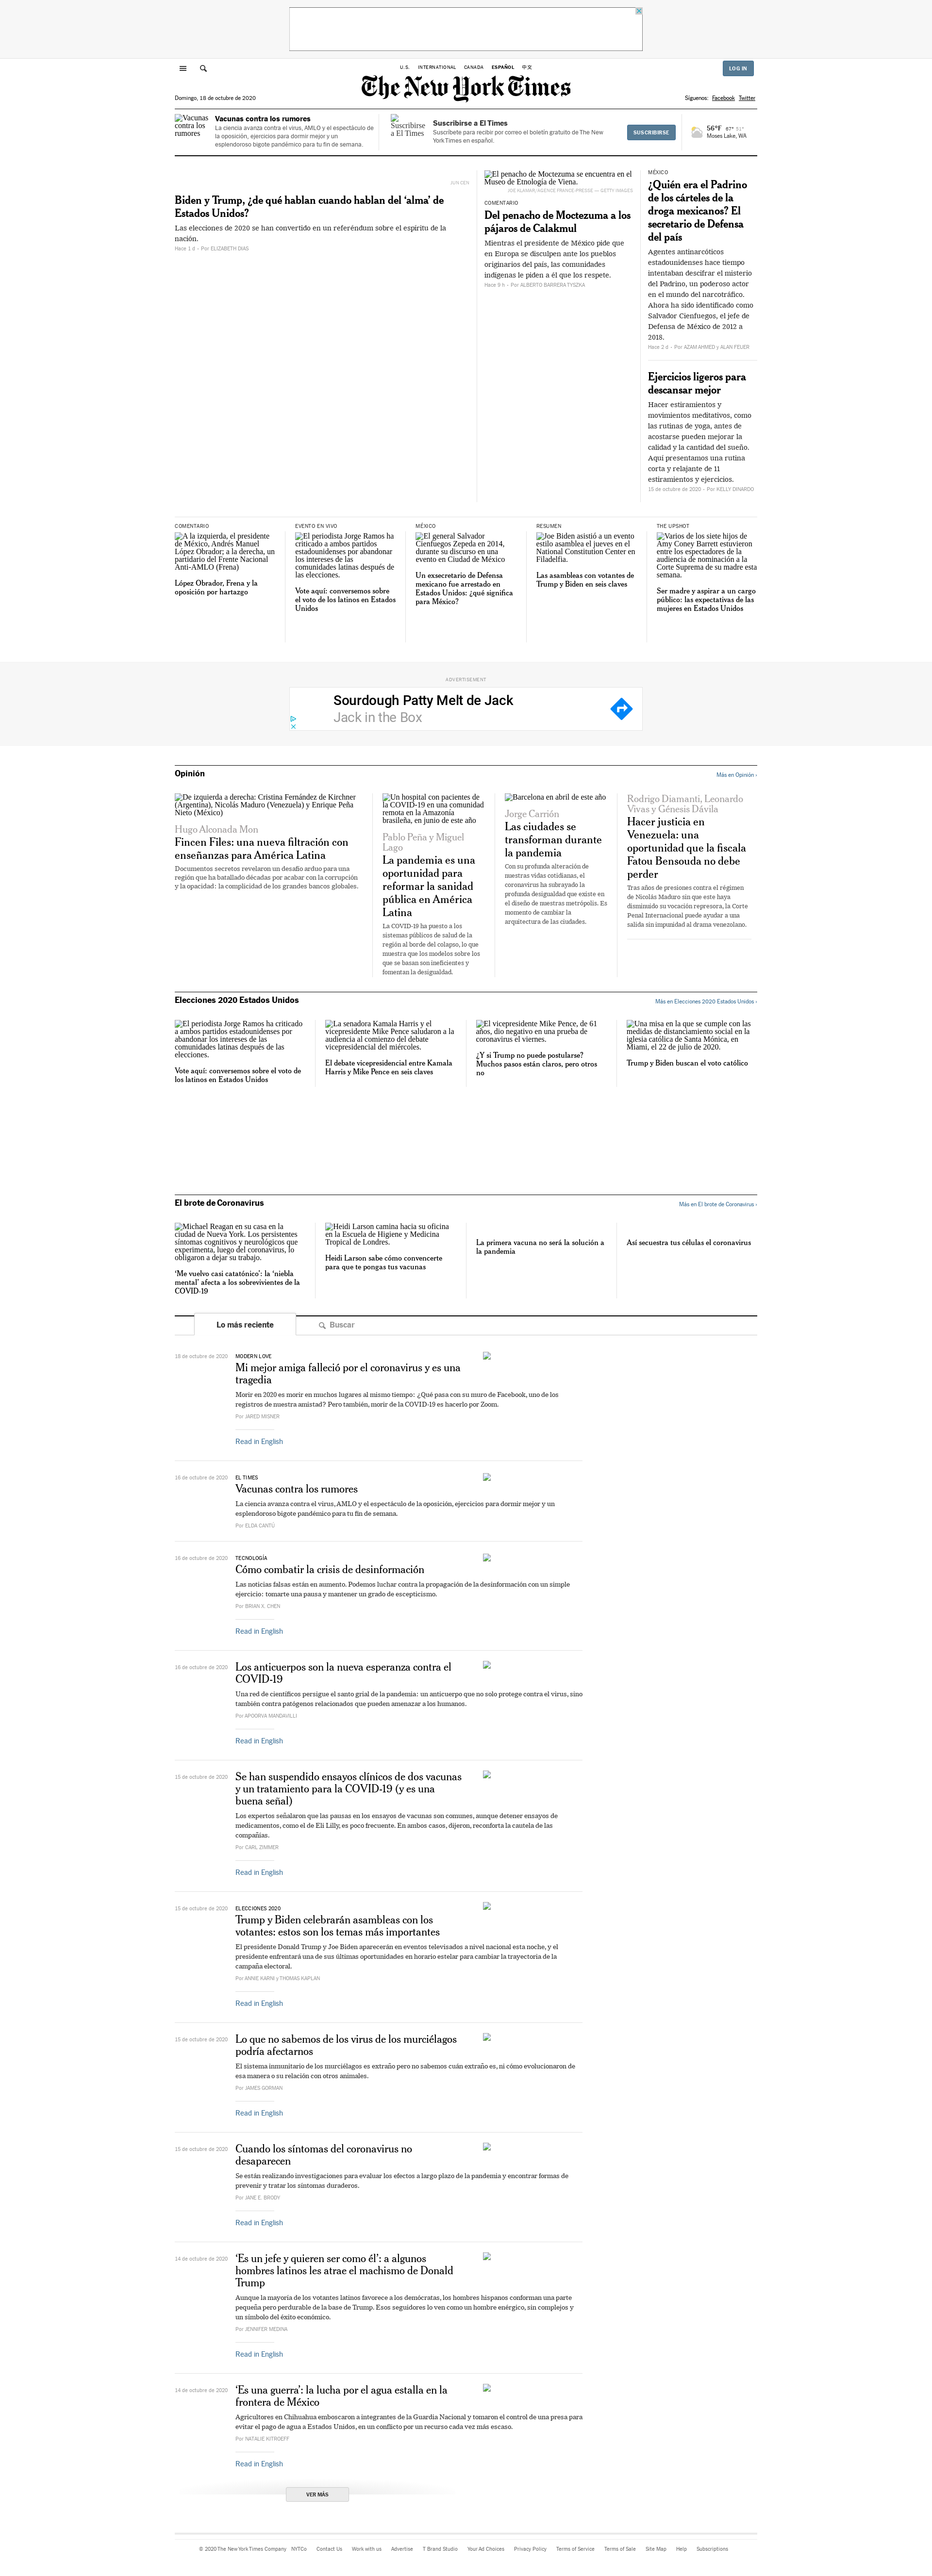 U.S. INTERNATIONAL CANADA ESPAÑOL 中文
LOG IN
The New York Times
Domingo, 18 de octubre de 2020
Síguenos: Facebook Twitter
Vacunas contra los rumores
Vacunas contra los rumores
La ciencia avanza contra el virus, AMLO y el espectáculo de
la oposición, ejercicios para dormir mejor y un
esplendoroso bigote pandémico para tu fin de semana.
Suscribirse a El Times
Suscribirse a El Times
Suscríbete para recibir por correo el boletín gratuito de The New
York Times en español.
SUSCRIBIRSE
56°F 67° 51°
Moses Lake, WA
JUN CEN
Biden y Trump, ¿de qué hablan cuando hablan del ‘alma’ de
Estados Unidos?
Las elecciones de 2020 se han convertido en un referéndum sobre el espíritu de la
nación.
Hace 1 d - Por ELIZABETH DIAS
El penacho de Moctezuma se encuentra en el
Museo de Etnología de Viena.
JOE KLAMAR/AGENCE FRANCE-PRESSE — GETTY IMAGES
COMENTARIO
Del penacho de Moctezuma a los
pájaros de Calakmul
Mientras el presidente de México pide que
en Europa se disculpen ante los pueblos
originarios del país, las comunidades
indígenas le piden a él que los respete.
Hace 9 h - Por ALBERTO BARRERA TYSZKA
MÉXICO
¿Quién era el Padrino
de los cárteles de la
droga mexicanos? El
secretario de Defensa
del país
Agentes antinarcóticos
estadounidenses hace tiempo
intentaban descifrar el misterio
del Padrino, un poderoso actor
en el mundo del narcotráfico.
Ahora ha sido identificado como
Salvador Cienfuegos, el jefe de
Defensa de México de 2012 a
2018.
Hace 2 d - Por AZAM AHMED y ALAN FEUER
Ejercicios ligeros para
descansar mejor
Hacer estiramientos y
movimientos meditativos, como
las rutinas de yoga, antes de
acostarse pueden mejorar la
calidad y la cantidad del sueño.
Aquí presentamos una rutina
corta y relajante de 11
estiramientos y ejercicios.
15 de octubre de 2020 - Por KELLY DINARDO
COMENTARIO
A la izquierda, el presidente
de México, Andrés Manuel
López Obrador; a la derecha, un
partidario del Frente Nacional
Anti-AMLO (Frena)
López Obrador, Frena y la
oposición por hartazgo
EVENTO EN VIVO
El periodista Jorge Ramos ha
criticado a ambos partidos
estadounidenses por abandonar
los intereses de las
comunidades latinas después de
las elecciones.
Vote aquí: conversemos sobre
el voto de los latinos en Estados
Unidos
MÉXICO
El general Salvador
Cienfuegos Zepeda en 2014,
durante su discurso en un
evento en Ciudad de México
Un exsecretario de Defensa
mexicano fue arrestado en
Estados Unidos: ¿qué significa
para México?
RESUMEN
Joe Biden asistió a un evento
estilo asamblea el jueves en el
National Constitution Center en
Filadelfia.
Las asambleas con votantes de
Trump y Biden en seis claves
THE UPSHOT
Varios de los siete hijos de
Amy Coney Barrett estuvieron
entre los espectadores de la
audiencia de nominación a la
Corte Suprema de su madre esta
semana.
Ser madre y aspirar a un cargo
público: las expectativas de las
mujeres en Estados Unidos
ADVERTISEMENT
Sourdough Patty Melt de Jack
Jack in the Box
Opinión
Más en Opinión ›
De izquierda a derecha: Cristina Fernández de Kirchner
(Argentina), Nicolás Maduro (Venezuela) y Enrique Peña
Nieto (México)
Hugo Alconada Mon
Fincen Files: una nueva filtración con
enseñanzas para América Latina
Documentos secretos revelaron un desafío arduo para una
región que ha batallado décadas por acabar con la corrupción
y la opacidad: la complicidad de los grandes bancos globales.
Un hospital con pacientes de
la COVID-19 en una comunidad
remota en la Amazonía
brasileña, en junio de este año
Pablo Peña y Miguel
Lago
La pandemia es una
oportunidad para
reformar la sanidad
pública en América
Latina
La COVID-19 ha puesto a los
sistemas públicos de salud de la
región al borde del colapso, lo que
muestra que los modelos sobre los
que se basan son ineficientes y
fomentan la desigualdad.
Barcelona en abril de este año
Jorge Carrión
Las ciudades se
transforman durante
la pandemia
Con su profunda alteración de
nuestras vidas cotidianas, el
coronavirus ha subrayado la
profunda desigualdad que existe en
el diseño de nuestras metrópolis. Es
momento de cambiar la
arquitectura de las ciudades.
Rodrigo Diamanti, Leonardo
Vivas y Génesis Dávila
Hacer justicia en
Venezuela: una
oportunidad que la fiscala
Fatou Bensouda no debe
perder
Tras años de presiones contra el régimen
de Nicolás Maduro sin que este haya
disminuido su vocación represora, la Corte
Penal Internacional puede ayudar a una
salida sin impunidad al drama venezolano.
Elecciones 2020 Estados Unidos
Más en Elecciones 2020 Estados Unidos ›
El periodista Jorge Ramos ha criticado
a ambos partidos estadounidenses por
abandonar los intereses de las
comunidades latinas después de las
elecciones.
Vote aquí: conversemos sobre el voto de
los latinos en Estados Unidos
La senadora Kamala Harris y el
vicepresidente Mike Pence saludaron a la
audiencia al comienzo del debate
vicepresidencial del miércoles.
El debate vicepresidencial entre Kamala
Harris y Mike Pence en seis claves
El vicepresidente Mike Pence, de 61
años, dio negativo en una prueba de
coronavirus el viernes.
¿Y si Trump no puede postularse?
Muchos pasos están claros, pero otros
no
Una misa en la que se cumple con las
medidas de distanciamiento social en la
iglesia católica de Santa Mónica, en
Miami, el 22 de julio de 2020.
Trump y Biden buscan el voto católico
El brote de Coronavirus
Más en El brote de Coronavirus ›
Michael Reagan en su casa en la
ciudad de Nueva York. Los persistentes
síntomas cognitivos y neurológicos que
experimenta, luego del coronavirus, lo
obligaron a dejar su trabajo.
‘Me vuelvo casi catatónico’: la ‘niebla
mental’ afecta a los sobrevivientes de la
COVID-19
Heidi Larson camina hacia su oficina
en la Escuela de Higiene y Medicina
Tropical de Londres.
Heidi Larson sabe cómo convencerte
para que te pongas tus vacunas
La primera vacuna no será la solución a
la pandemia
Así secuestra tus células el coronavirus
Lo más reciente
Buscar
18 de octubre de 2020
MODERN LOVE
Mi mejor amiga falleció por el coronavirus y es una
tragedia
Morir en 2020 es morir en muchos lugares al mismo tiempo: ¿Qué pasa con su muro de Facebook, uno de los
registros de nuestra amistad? Pero también, morir de la COVID-19 es hacerlo por Zoom.
Por JARED MISNER
Read in English
16 de octubre de 2020
EL TIMES
Vacunas contra los rumores
La ciencia avanza contra el virus, AMLO y el espectáculo de la oposición, ejercicios para dormir mejor y un
esplendoroso bigote pandémico para tu fin de semana.
Por ELDA CANTÚ
16 de octubre de 2020
TECNOLOGÍA
Cómo combatir la crisis de desinformación
Las noticias falsas están en aumento. Podemos luchar contra la propagación de la desinformación con un simple
ejercicio: tomarte una pausa y mantener un grado de escepticismo.
Por BRIAN X. CHEN
Read in English
16 de octubre de 2020
Los anticuerpos son la nueva esperanza contra el
COVID-19
Una red de científicos persigue el santo grial de la pandemia: un anticuerpo que no solo protege contra el virus, sino
también contra patógenos relacionados que pueden amenazar a los humanos.
Por APOORVA MANDAVILLI
Read in English
15 de octubre de 2020
Se han suspendido ensayos clínicos de dos vacunas
y un tratamiento para la COVID-19 (y es una
buena señal)
Los expertos señalaron que las pausas en los ensayos de vacunas son comunes, aunque detener ensayos de
medicamentos, como el de Eli Lilly, es poco frecuente. En ambos casos, dijeron, reconforta la cautela de las
compañías.
Por CARL ZIMMER
Read in English
15 de octubre de 2020
ELECCIONES 2020
Trump y Biden celebrarán asambleas con los
votantes: estos son los temas más importantes
El presidente Donald Trump y Joe Biden aparecerán en eventos televisados a nivel nacional esta noche, y el
presidente enfrentará una de sus últimas oportunidades en horario estelar para cambiar la trayectoria de la
campaña electoral.
Por ANNIE KARNI y THOMAS KAPLAN
Read in English
15 de octubre de 2020
Lo que no sabemos de los virus de los murciélagos
podría afectarnos
El sistema inmunitario de los murciélagos es extraño pero no sabemos cuán extraño es, ni cómo evolucionaron de
esa manera o su relación con otros animales.
Por JAMES GORMAN
Read in English
15 de octubre de 2020
Cuando los síntomas del coronavirus no
desaparecen
Se están realizando investigaciones para evaluar los efectos a largo plazo de la pandemia y encontrar formas de
prevenir y tratar los síntomas duraderos.
Por JANE E. BRODY
Read in English
14 de octubre de 2020
‘Es un jefe y quieren ser como él’: a algunos
hombres latinos les atrae el machismo de Donald
Trump
Aunque la mayoría de los votantes latinos favorece a los demócratas, los hombres hispanos conforman una parte
pequeña pero perdurable de la base de Trump. Esos seguidores lo ven como un hombre enérgico, sin complejos y
un símbolo del éxito económico.
Por JENNIFER MEDINA
Read in English
14 de octubre de 2020
‘Es una guerra’: la lucha por el agua estalla en la
frontera de México
Agricultores en Chihuahua emboscaron a integrantes de la Guardia Nacional y tomaron el control de una presa para
evitar el pago de agua a Estados Unidos, en un conflicto por un recurso cada vez más escaso.
Por NATALIE KITROEFF
Read in English
VER MÁS
© 2020 The New York Times Company NYTCo Contact Us Work with us Advertise T Brand Studio Your Ad Choices Privacy Policy Terms of Service Terms of Sale Site Map Help Subscriptions